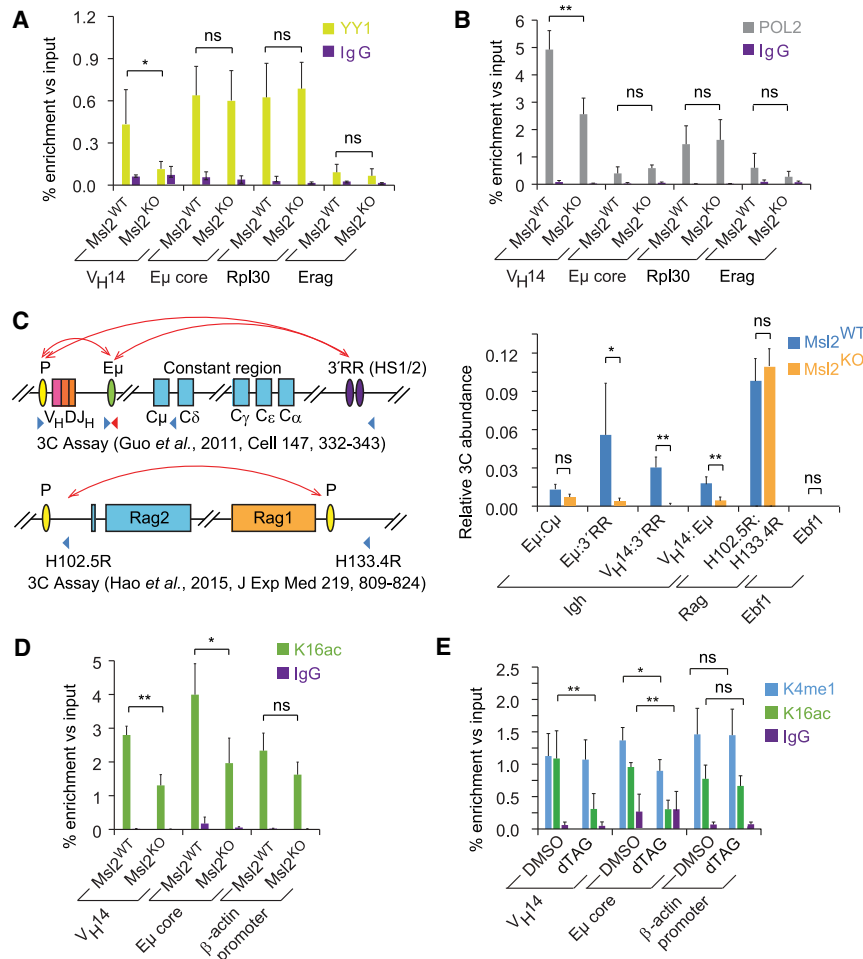 A
YY1
IgG
% enrichment vs input
1.2
0.9
0.6
0.3
0.0
*
ns
ns
ns
Msl2WT
Msl2KO
Msl2WT
Msl2KO
Msl2WT
Msl2KO
Msl2WT
Msl2KO
VH14
Eμ core
Rpl30
Erag
B
POL2
IgG
% enrichment vs input
6
5
4
3
2
1
0
**
ns
ns
ns
Msl2WT
Msl2KO
Msl2WT
Msl2KO
Msl2WT
Msl2KO
Msl2WT
Msl2KO
VH14
Eμ core
Rpl30
Erag
C
P
Eμ
Constant region
3′RR (HS1/2)
VH
DJH
Cμ
Cδ
Cγ
Cε
Cα
3C Assay (Guo et al., 2011, Cell 147, 332-343)
P
P
Rag2
Rag1
H102.5R
H133.4R
3C Assay (Hao et al., 2015, J Exp Med 219, 809-824)
Msl2WT
Msl2KO
Relative 3C abundance
0.12
0.09
0.06
0.03
0.00
ns
*
**
**
ns
ns
Eμ:Cμ
Eμ:3′RR
VH14:3′RR
VH14:Eμ
H102.5R:
H133.4R
Ebf1
Igh
Rag
Ebf1
D
K16ac
IgG
% enrichment vs input
5
4
3
2
1
0
**
*
ns
Msl2WT
Msl2KO
Msl2WT
Msl2KO
Msl2WT
Msl2KO
VH14
Eμ core
β-actin
promoter
E
K4me1
K16ac
IgG
% enrichment vs input
2.5
2.0
1.5
1.0
0.5
0.0
**
*
**
ns
ns
DMSO
dTAG
DMSO
dTAG
DMSO
dTAG
VH14
Eμ core
β-actin
promoter